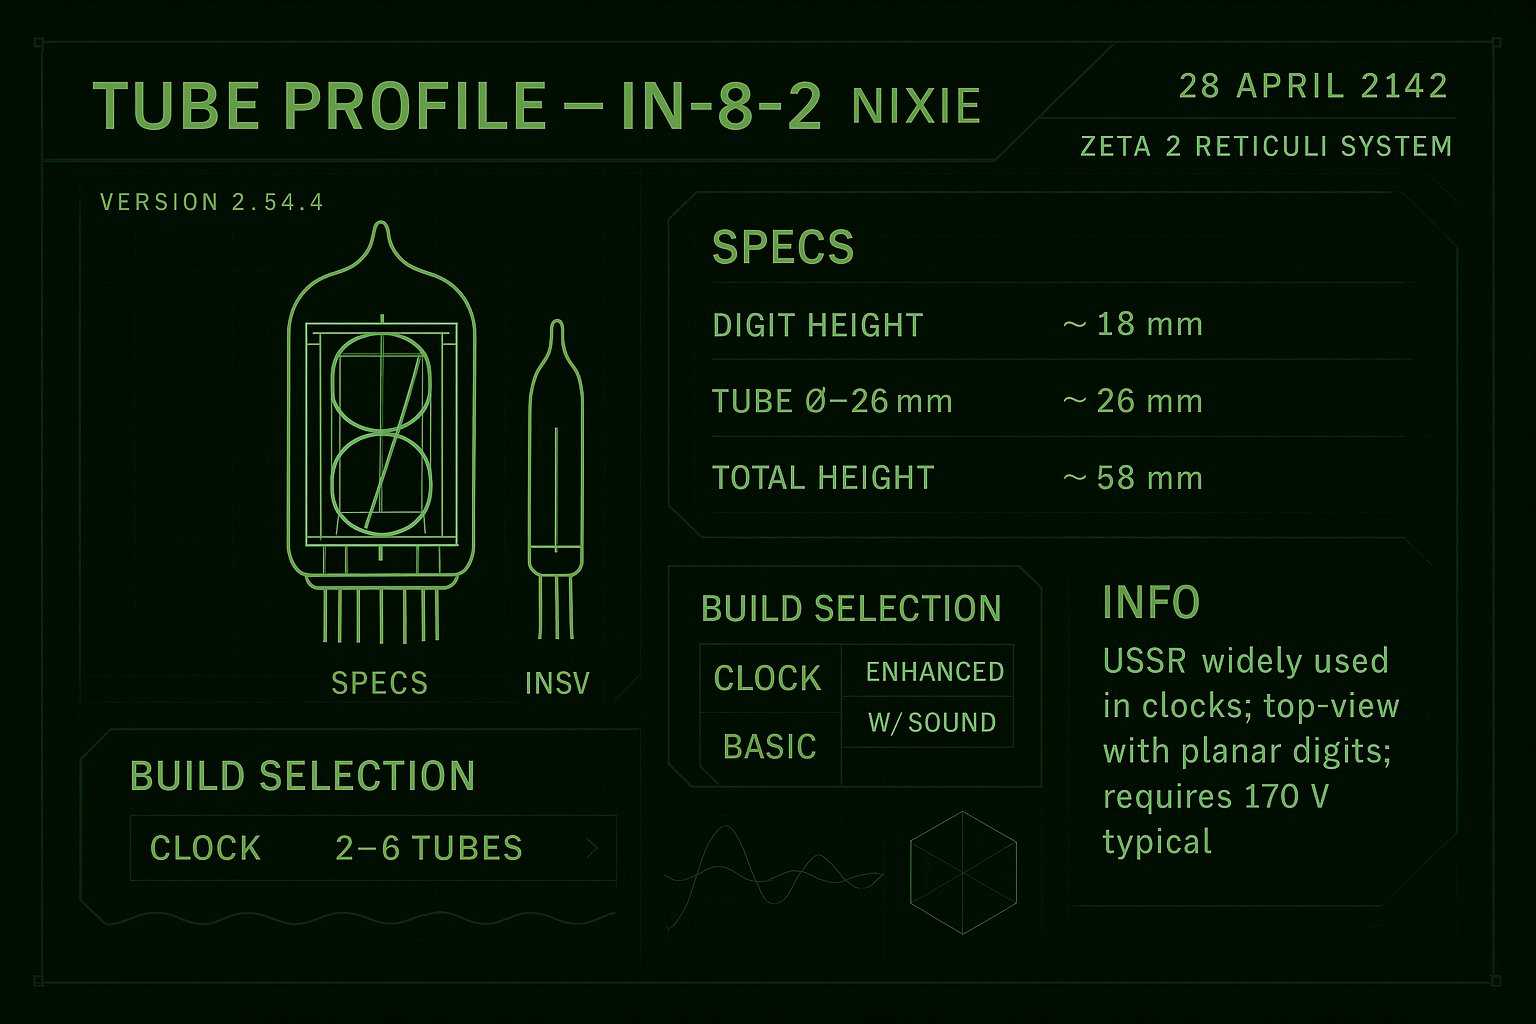 TUBE PROFILE — IN-8-2 NIXIE
28 APRIL 2142
ZETA 2 RETICULI SYSTEM
VERSION 2.54.4
SPECS
INSV
SPECS
DIGIT HEIGHT ~ 18 mm
TUBE Ø–26 mm ~ 26 mm
TOTAL HEIGHT ~ 58 mm
BUILD SELECTION
CLOCK
BASIC
ENHANCED
W/ SOUND
INFO
USSR widely used
in clocks; top-view
with planar digits;
requires 170 V
typical
BUILD SELECTION
CLOCK 2–6 TUBES